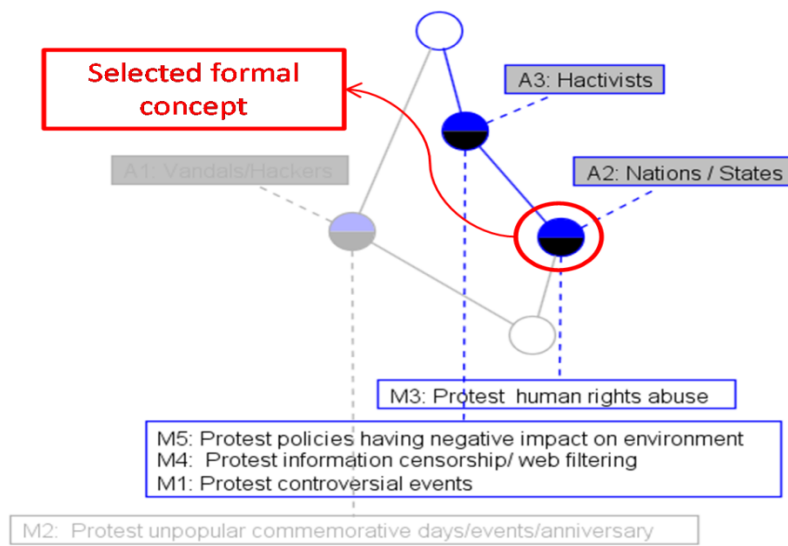 Selected formal
concept
A3: Hactivists
A1: Vandals/Hackers
A2: Nations / States
M3: Protest human rights abuse
M5: Protest policies having negative impact on environment
M4: Protest information censorship/ web filtering
M1: Protest controversial events
M2: Protest unpopular commemorative days/events/anniversary